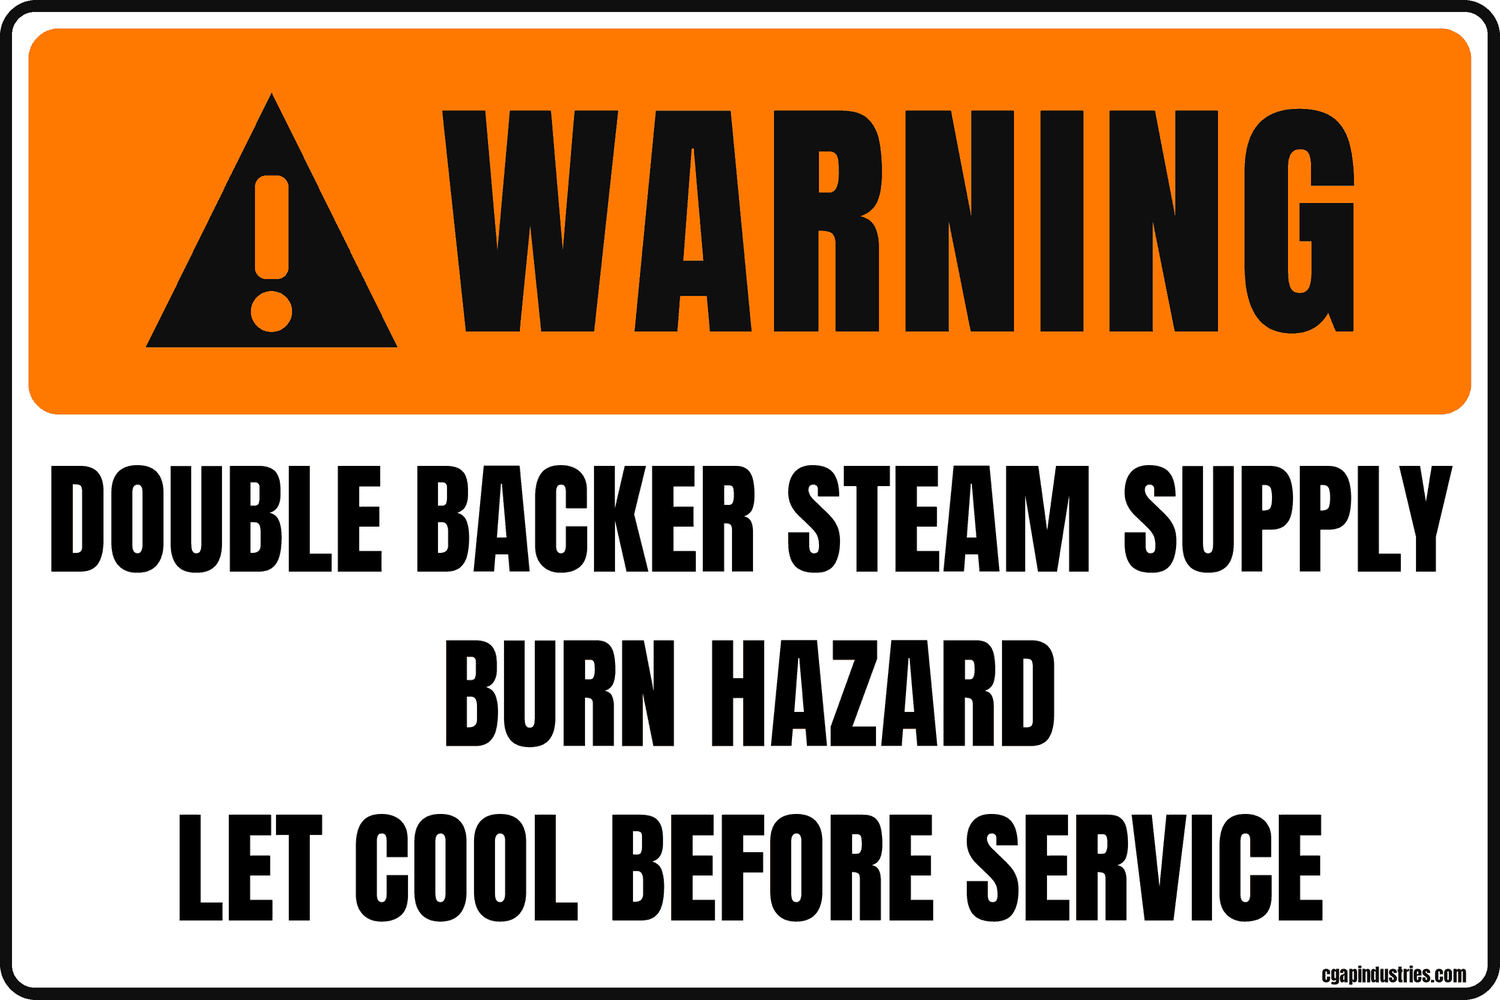 WARNING
DOUBLE BACKER STEAM SUPPLY
BURN HAZARD
LET COOL BEFORE SERVICE
cgapindustries.com